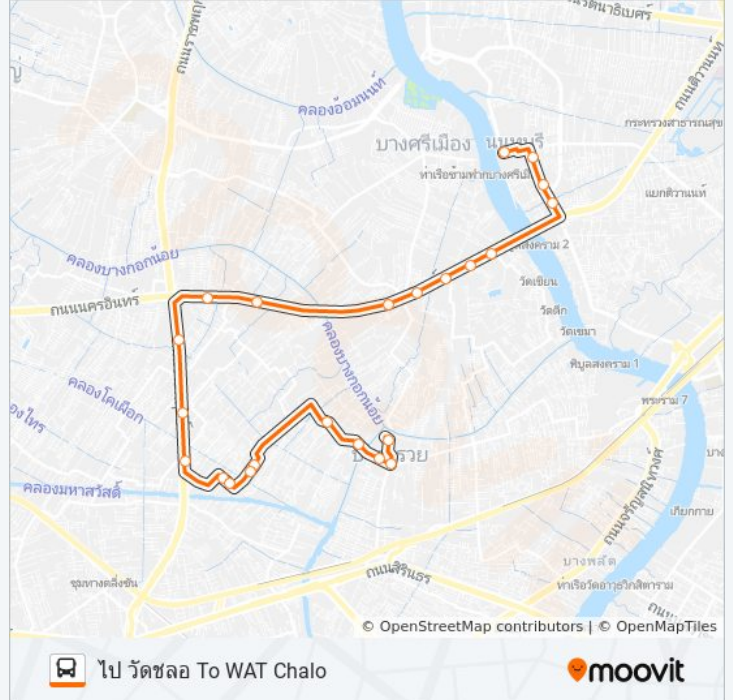 ถนนราชพฤกษ์
รัตนาธิเบศร์
ถนนติวานนท์
คลองอ้อมนนท์
กระทรวงสาธารณสุข
บางศรีเมือง
นนทบุรี
ท่าเรือข้ามฟากบางศรีเมือง
แยกติวานนท์
คลองบางกอกน้อย
สงคราม 2
วัดเขียน
ถนนนครอินทร์
วัดตึก
วัดเขมา
คลองบางกอกน้อย
พิบูลสงคราม 1
คลองโคเผือก
พระราม 7
องไทร
รวย
บาง
คลองมหาสวัสดิ์
ถนนจรัญสนิทวงศ์
เกียกกาย
บางพลัด
ชุมทางตลิ่งชัน
ถนนสิรินธร
ท่าเรือวัดอาวุธวิกสิตาราม
ถนน
© OpenStreetMap contributors | © OpenMapTiles
ไป วัดชลอ To WAT Chalo
moovit